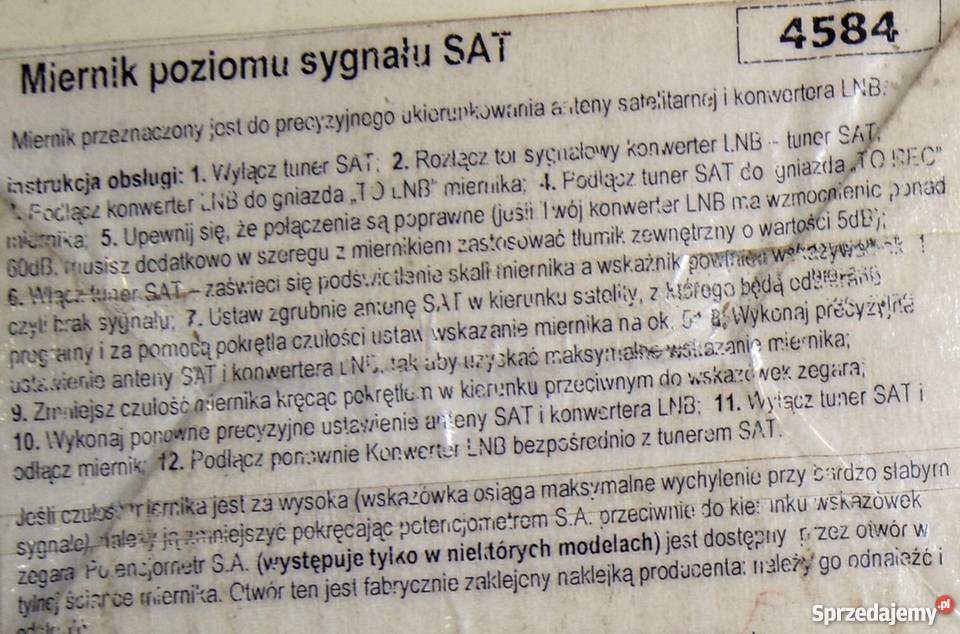 4584
Miernik poziomu sygnału SAT
Miernik przeznaczony jest do precyzyjnego ukierunkowania anteny satelitarnej i konwertera LNB.
instrukcja obsługi: 1. Wyłącz tuner SAT; 2. Rozłącz tor sygnałowy konwerter LNB - tuner SAT;
Podłącz konwerter LNB do gniazda „TO LNB" miernika; 4. Podłącz tuner SAT do gniazda „TO REC"
miernika; 5. Upewnij się, że połączenia są poprawne (jeśli Twój konwerter LNB ma wzmocnienie ponad
60dB, musisz dodatkowo w szeregu z miernikiem zastosować tłumik zewnętrzny o wartości 5dB);
6. Włącz tuner SAT – zaświeci się podświetlenie skali miernika a wskaźnik powinien
czyli brak sygnału; 7. Ustaw zgrubnie antenę SAT w kierunku satelity, z którego będą odbierane
programy i za pomocą pokrętła czułości ustaw wskazanie miernika na ok. 8. Wykonaj precyzyjne
ustawienie anteny SAT i konwertera LNB, tak aby uzyskać maksymalne wskazanie miernika;
9. Zmniejsz czułość miernika kręcąc pokrętłem w kierunku przeciwnym do wskazówek zegara;
10. Wykonaj ponowne precyzyjne ustawienie anteny SAT i konwertera LNB; 11. Wyłącz tuner SAT i
odłącz miernik; 12. Podłącz ponownie Konwerter LNB bezpośrednio z tunerem SAT.
Jeśli czułość miernika jest za wysoka (wskazówka osiąga maksymalne wychylenie przy bardzo słabym
sygnale), należy ją zmniejszyć pokręcając potencjometrem S.A. przeciwnie do kierunku wskazówek
zegara. Potencjometr S.A. (występuje tylko w niektórych modelach) jest dostępny przez otwór w
tylnej ściance miernika. Otwór ten jest fabrycznie zaklejony naklejką producenta: należy go odnaleźć i
Sprzedajemy.pl